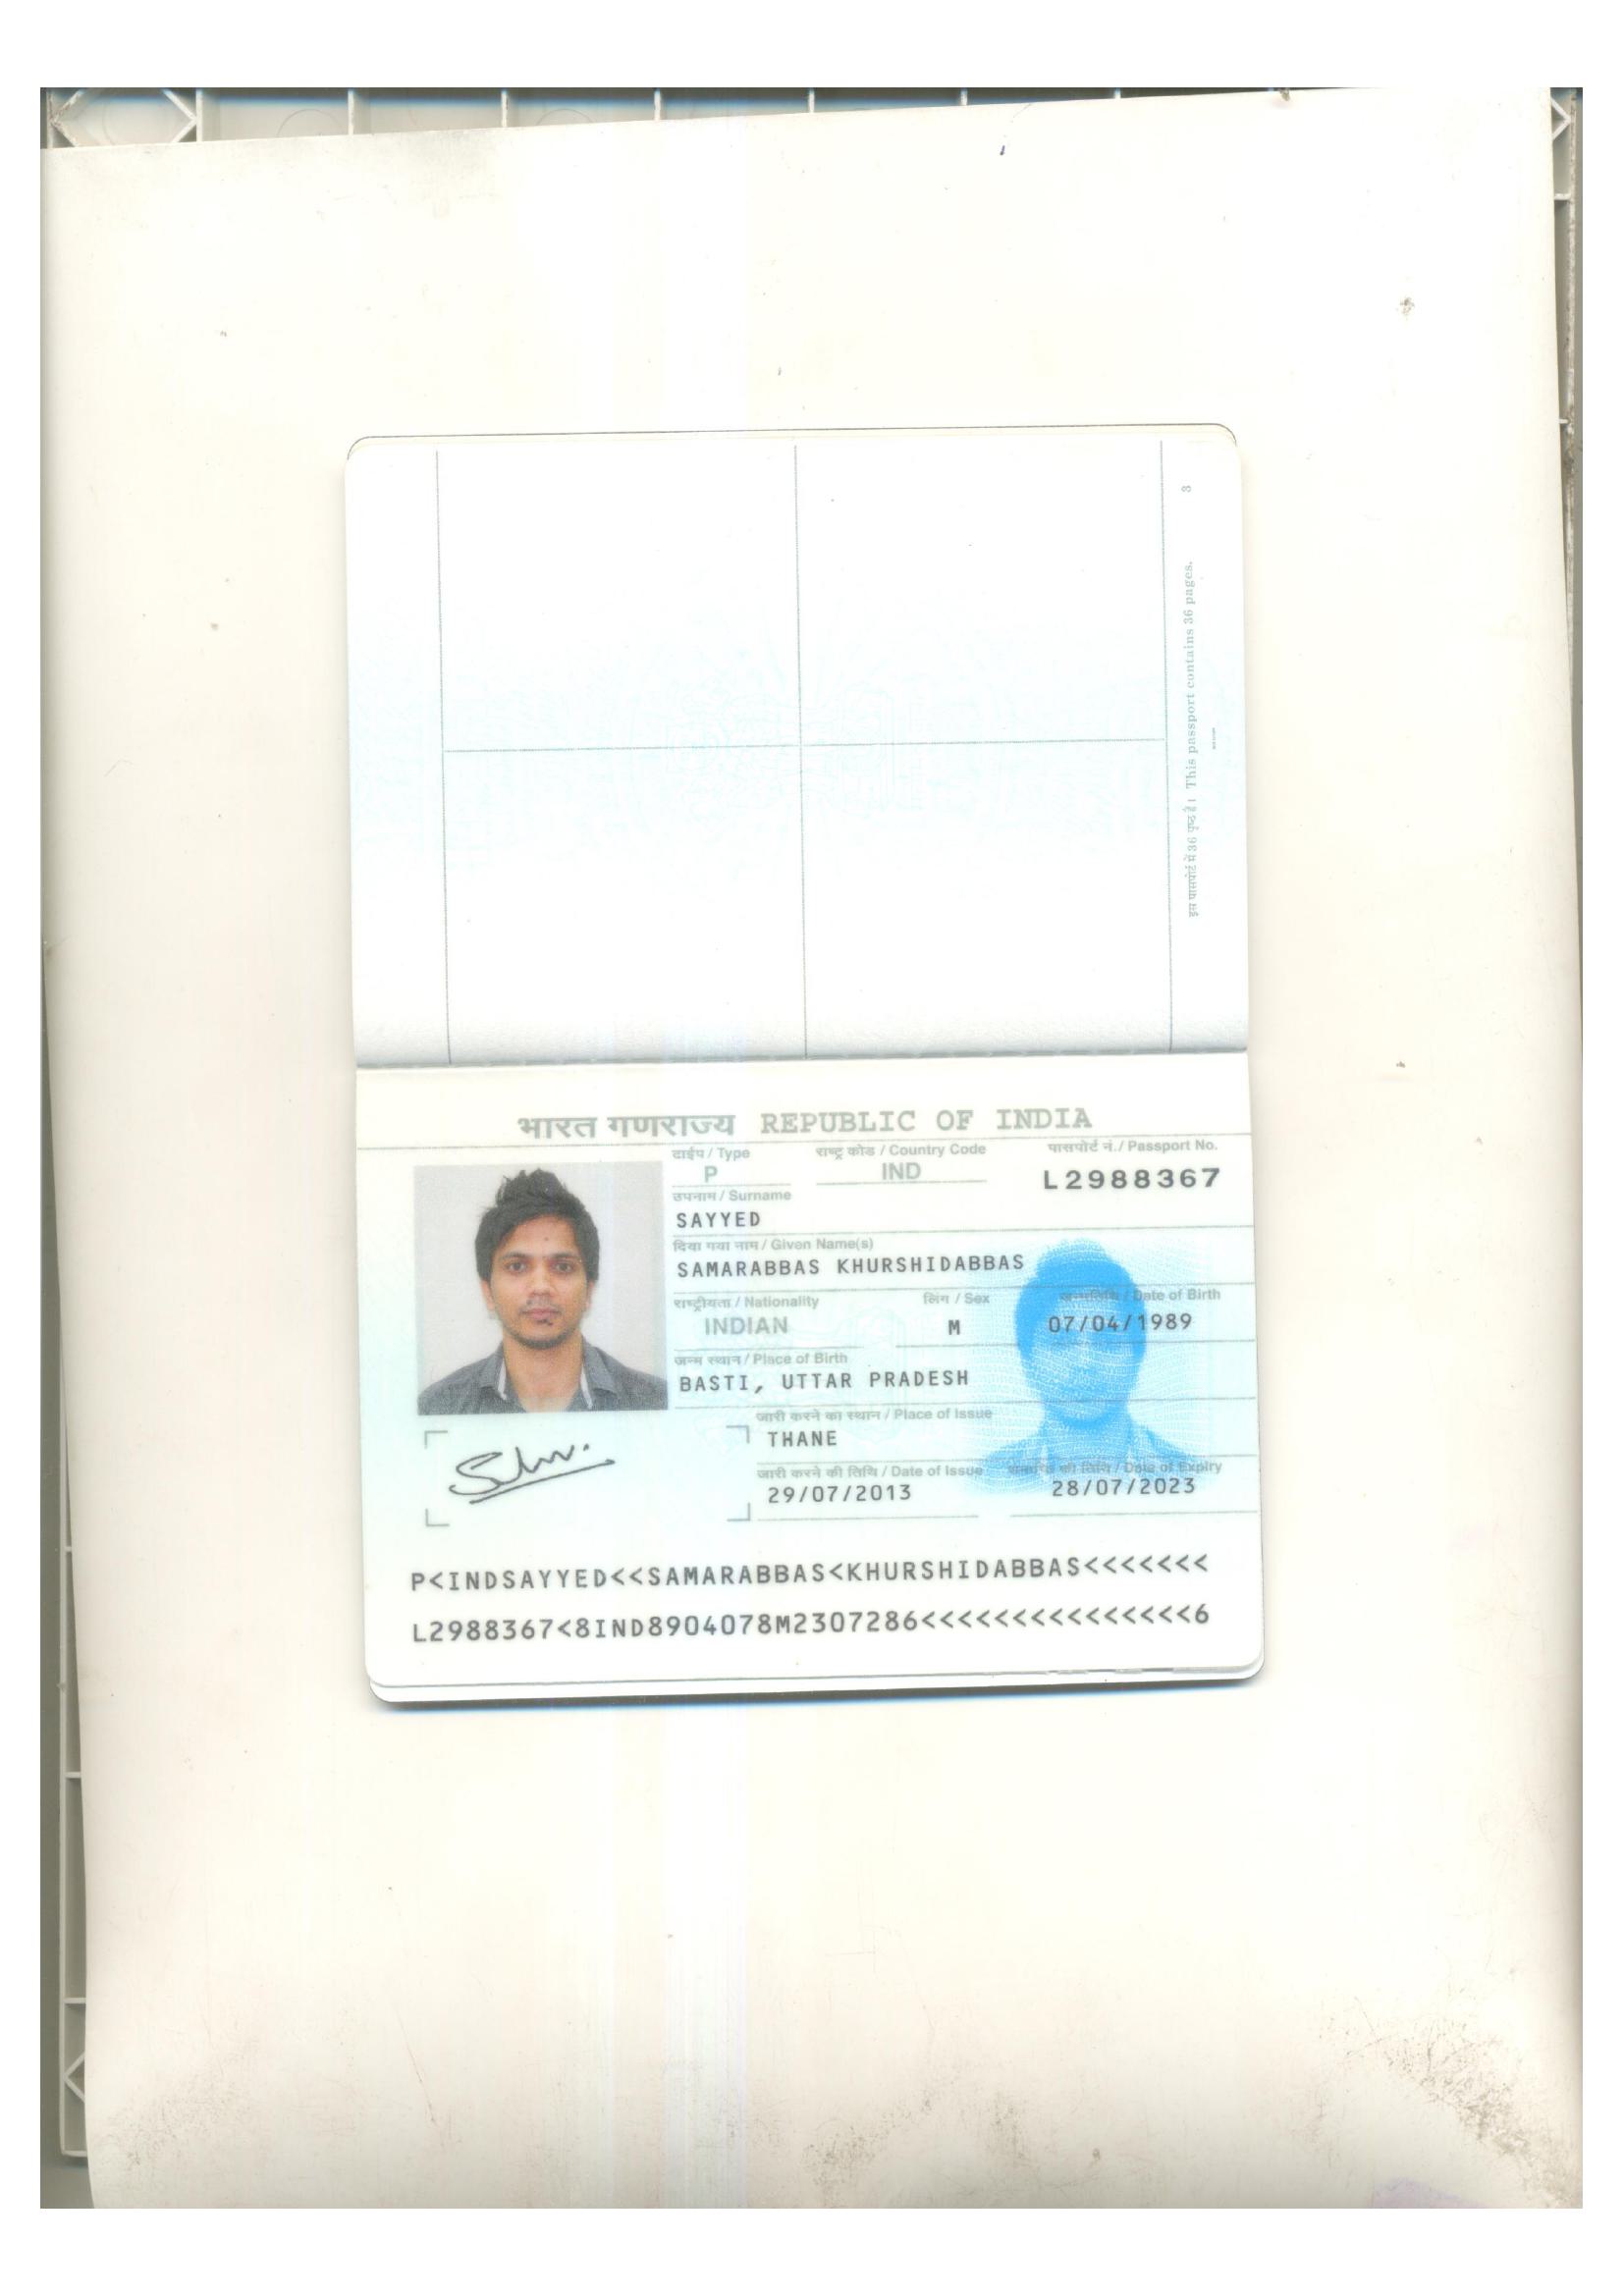 3
इस पासपोर्ट में 36 पृष्ठ है। This passport contains 36 pages.
भारत गणराज्य REPUBLIC OF INDIA
टाईप / Type राष्ट्र कोड / Country Code पासपोर्ट नं./ Passport No.
P IND L2988367
उपनाम / Surname
SAYYED
दिया गया नाम / Given Name(s)
SAMARABBAS KHURSHIDABBAS
राष्ट्रीयता / Nationality लिंग / Sex जन्मतिथि / Date of Birth
INDIAN M 07/04/1989
जन्म स्थान / Place of Birth
BASTI, UTTAR PRADESH
जारी करने का स्थान / Place of Issue
THANE
जारी करने की तिथि / Date of Issue समाप्ति की तिथि / Date of Expiry
29/07/2013 28/07/2023
P<INDSAYYED<<SAMARABBAS<KHURSHIDABBAS<<<<<<<
L2988367<8IND8904078M2307286<<<<<<<<<<<<<<<6